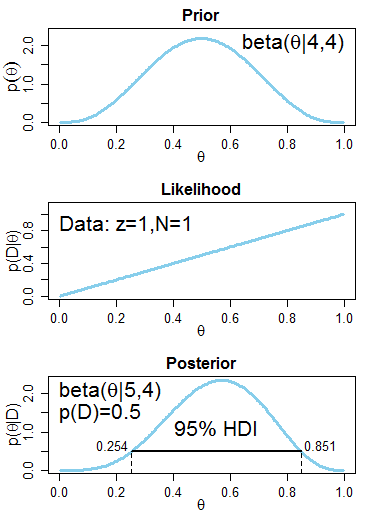 Prior
beta(θ|4,4)
p(θ)
0.0 1.0 2.0
0.0 0.2 0.4 0.6 0.8 1.0
θ
Likelihood
Data: z=1,N=1
p(D|θ)
0.0 0.4 0.8
0.0 0.2 0.4 0.6 0.8 1.0
θ
Posterior
beta(θ|5,4)
p(D)=0.5
95% HDI
0.254 0.851
p(θ|D)
0.0 1.0 2.0
0.0 0.2 0.4 0.6 0.8 1.0
θ